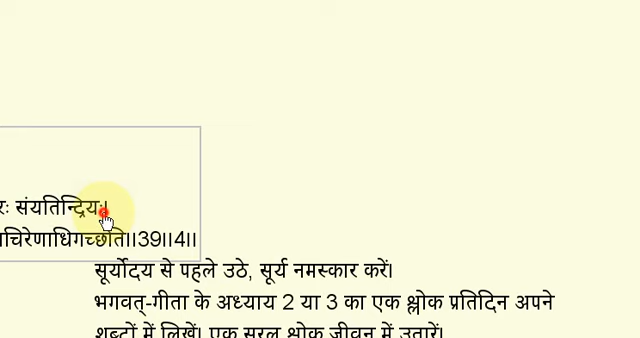 रः संयतिन्द्रियः।
चिरेणाधिगच्छति।।39।।4।।
सूर्योदय से पहले उठे, सूर्य नमस्कार करें।
भगवत्-गीता के अध्याय 2 या 3 का एक श्लोक प्रतिदिन अपने
शब्दों में लिखें। एक सरल श्लोक जीवन में उतारें।